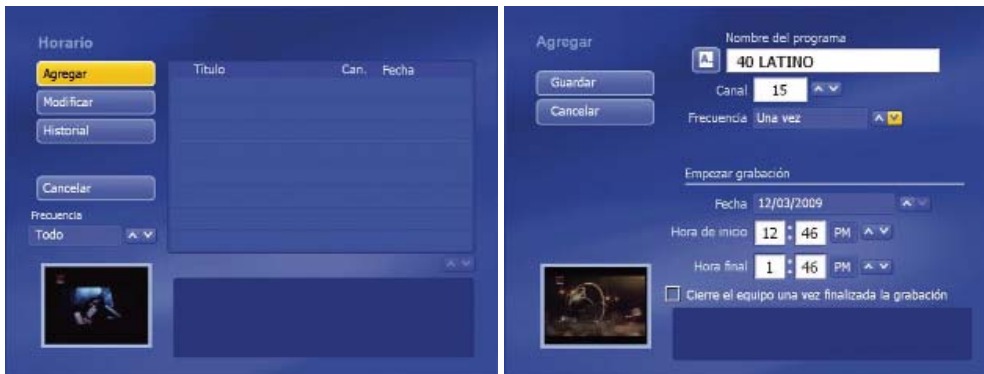 Horario
Agregar
Modificar
Historial
Cancelar
Frecuencia
Todo
Título Can. Fecha
Agregar
Guardar
Cancelar
Nombre del programa
A.. 40 LATINO
Canal 15
Frecuencia Una vez
Empezar grabación
Fecha 12/03/2009
Hora de inicio 12 : 46 PM
Hora final 1 : 46 PM
Cierre el equipo una vez finalizada la grabación